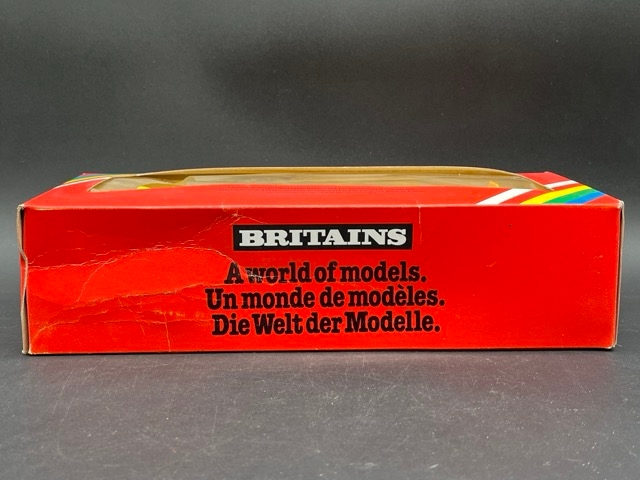 BRITAINS
A world of models.
Un monde de modèles.
Die Welt der Modelle.